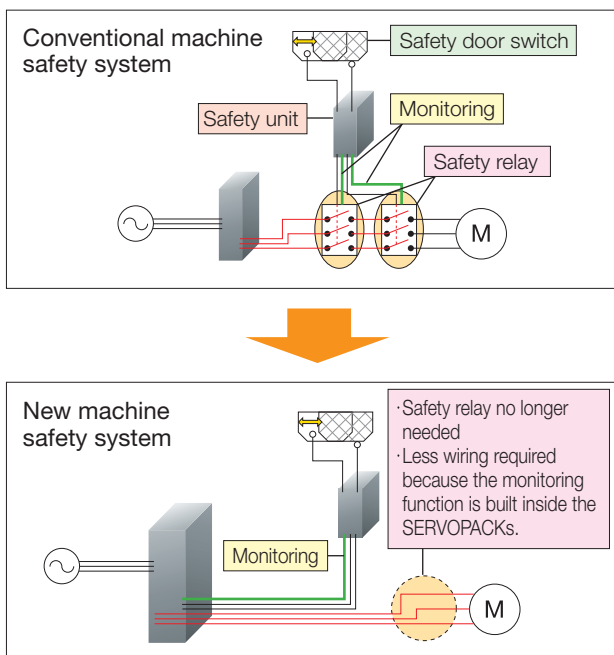 Conventional machine
safety system
Safety door switch
Safety unit
Monitoring
Safety relay
M
New machine
safety system
·Safety relay no longer
needed
·Less wiring required
because the monitoring
function is built inside the
SERVOPACKs.
Monitoring
M